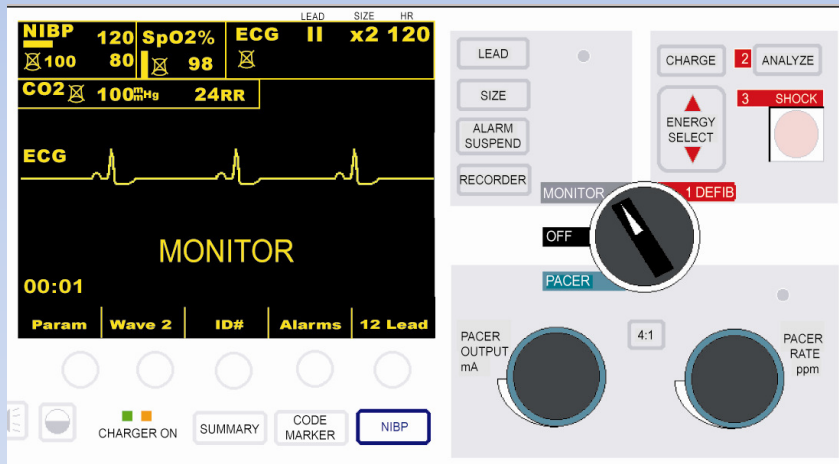 LEAD SIZE HR
NIBP 120 SpO2% ECG II x2 120
100 80 98
CO2 100mmHg 24RR
ECG
MONITOR
00:01
Param Wave 2 ID# Alarms 12 Lead
CHARGER ON
SUMMARY
CODE
MARKER
NIBP
LEAD
SIZE
ALARM
SUSPEND
RECORDER
CHARGE
2 ANALYZE
ENERGY
SELECT
3 SHOCK
MONITOR
1 DEFIB
OFF
PACER
PACER
OUTPUT
mA
4:1
PACER
RATE
ppm